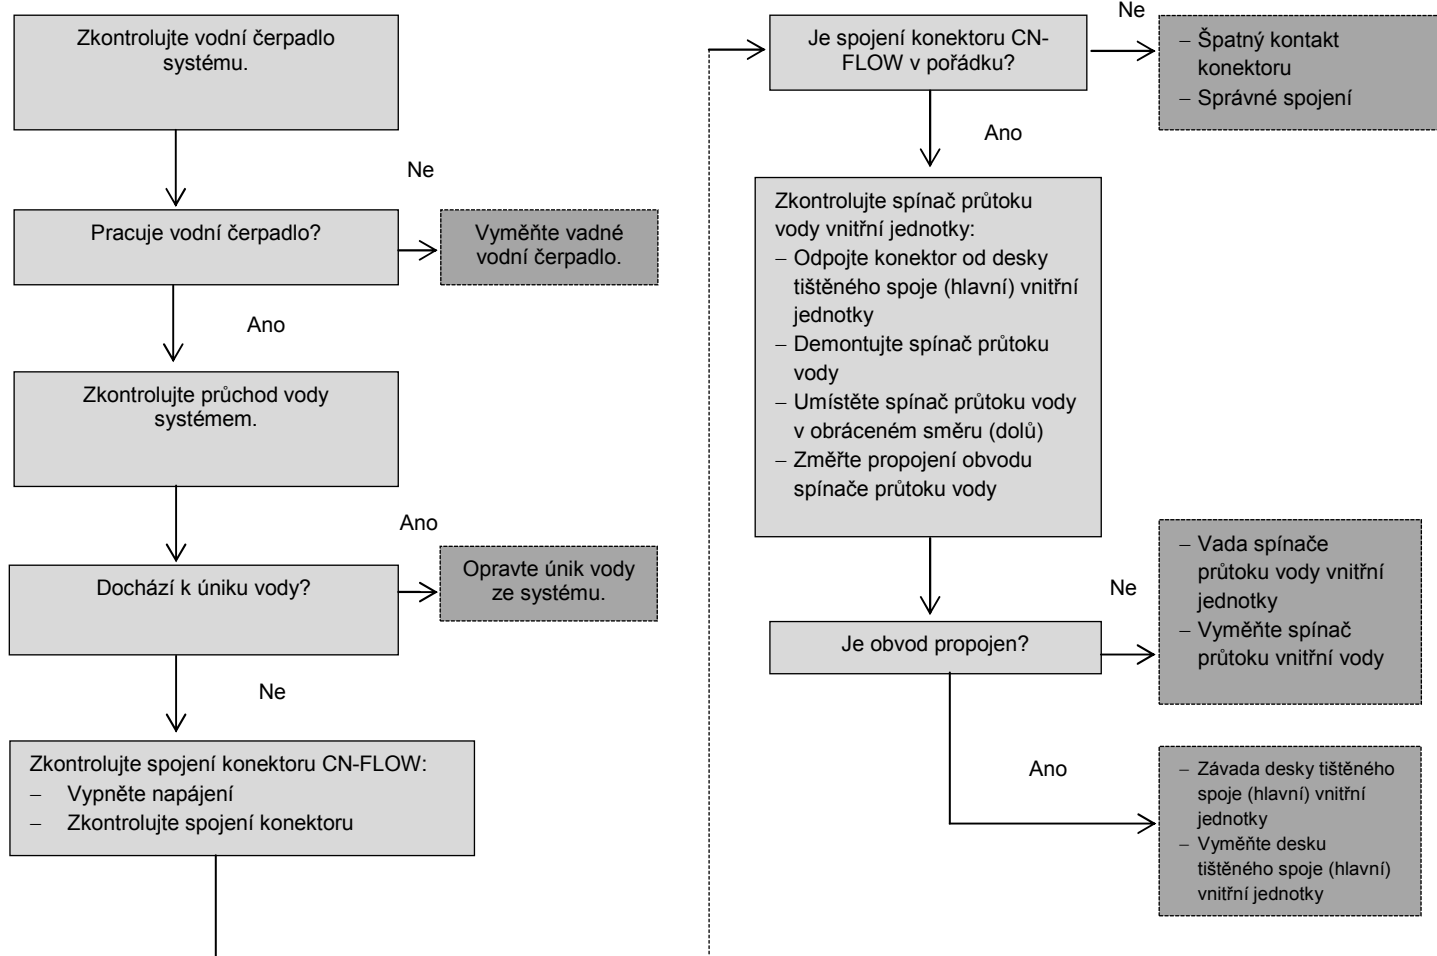 Zkontrolujte vodní čerpadlo
systému.
Ne
Pracuje vodní čerpadlo?
Vyměňte vadné
vodní čerpadlo.
Ano
Zkontrolujte průchod vody
systémem.
Ano
Dochází k úniku vody?
Opravte únik vody
ze systému.
Ne
Zkontrolujte spojení konektoru CN-FLOW:
– Vypněte napájení
– Zkontrolujte spojení konektoru
Je spojení konektoru CN-
FLOW v pořádku?
Ne
– Špatný kontakt
konektoru
– Správné spojení
Ano
Zkontrolujte spínač průtoku
vody vnitřní jednotky:
– Odpojte konektor od desky
tištěného spoje (hlavní) vnitřní
jednotky
– Demontujte spínač průtoku
vody
– Umístěte spínač průtoku vody
v obráceném směru (dolů)
– Změřte propojení obvodu
spínače průtoku vody
Ne
– Vada spínače
průtoku vody vnitřní
jednotky
– Vyměňte spínač
průtoku vnitřní vody
Je obvod propojen?
Ano
– Závada desky tištěného
spoje (hlavní) vnitřní
jednotky
– Vyměňte desku
tištěného spoje (hlavní)
vnitřní jednotky